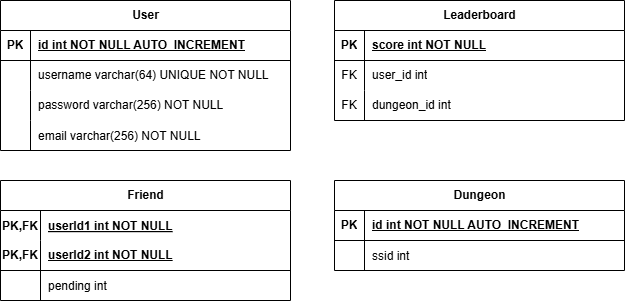 User
PK id int NOT NULL AUTO_INCREMENT
username varchar(64) UNIQUE NOT NULL
password varchar(256) NOT NULL
email varchar(256) NOT NULL
Leaderboard
PK score int NOT NULL
FK user_id int
FK dungeon_id int
Friend
PK,FK userId1 int NOT NULL
PK,FK userId2 int NOT NULL
pending int
Dungeon
PK id int NOT NULL AUTO_INCREMENT
ssid int